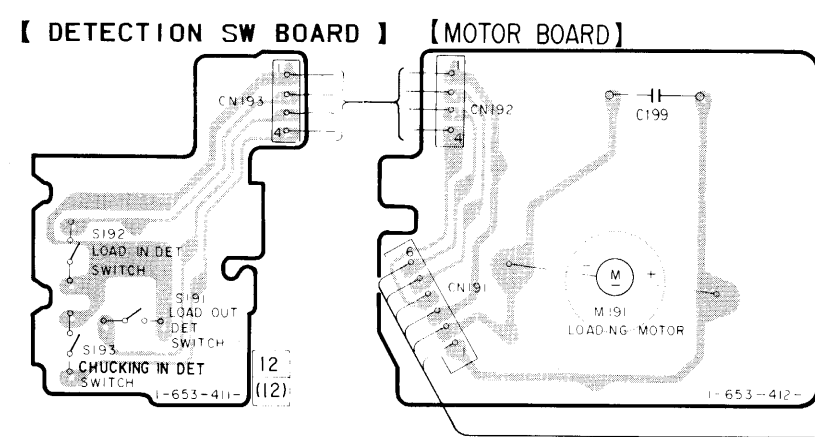 【 DETECTION SW BOARD 】
【MOTOR BOARD】
1
CN193
4
1
CN192
4
C199
S192
LOAD IN DET
SWITCH
S191
LOAD OUT
DET
SWITCH
S193
CHUCKING IN DET
SWITCH
12
(12)
1-653-411-
6
CN191
1
M
+
−
M191
LOADING MOTOR
1-653-412-